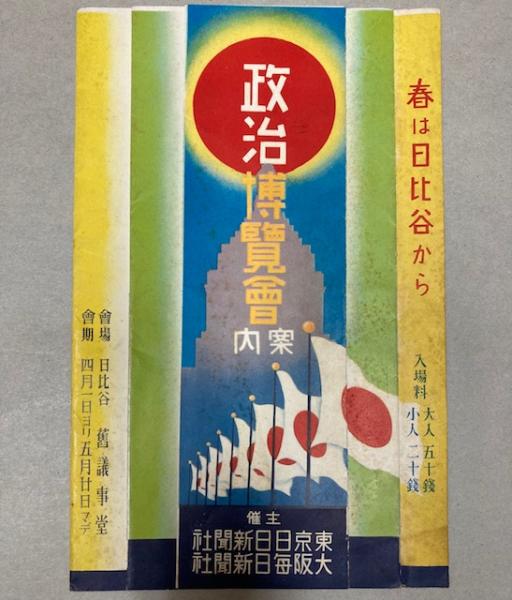 春は日比谷から
入場料 大人 五十錢
小人 二十錢
政治博覽會
案内
主催
東京日日新聞社
大阪每日新聞社
會場 日比谷 舊議事堂
會期 四月一日ヨリ五月廿日マデ